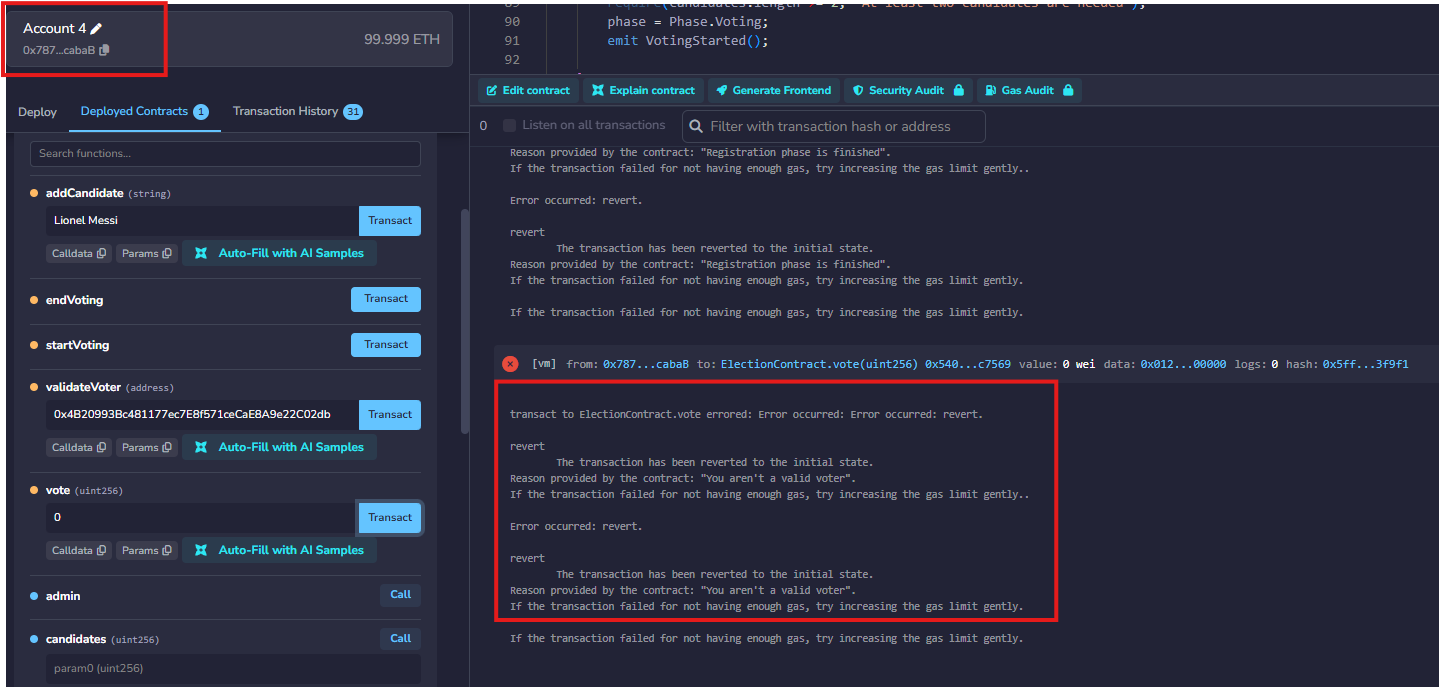 Account 4
0x787...cabaB
99.999 ETH
Deploy
Deployed Contracts 1
Transaction History 31
Search functions...
addCandidate (string)
Lionel Messi
Transact
Calldata
Params
Auto-Fill with AI Samples
endVoting
Transact
startVoting
Transact
validateVoter (address)
0x4B20993Bc481177ec7E8f571ceCaE8A9e22C02db
Transact
Calldata
Params
Auto-Fill with AI Samples
vote (uint256)
0
Transact
Calldata
Params
Auto-Fill with AI Samples
admin
Call
candidates (uint256)
Call
param0 (uint256)
90 phase = Phase.Voting;
91 emit VotingStarted();
92
Edit contract
Explain contract
Generate Frontend
Security Audit
Gas Audit
0
Listen on all transactions
Filter with transaction hash or address
Reason provided by the contract: "Registration phase is finished".
If the transaction failed for not having enough gas, try increasing the gas limit gently..
Error occurred: revert.
revert
The transaction has been reverted to the initial state.
Reason provided by the contract: "Registration phase is finished".
If the transaction failed for not having enough gas, try increasing the gas limit gently.
If the transaction failed for not having enough gas, try increasing the gas limit gently.
[vm] from: 0x787...cabaB to: ElectionContract.vote(uint256) 0x540...c7569 value: 0 wei data: 0x012...00000 logs: 0 hash: 0x5ff...3f9f1
transact to ElectionContract.vote errored: Error occurred: Error occurred: revert.
revert
The transaction has been reverted to the initial state.
Reason provided by the contract: "You aren't a valid voter".
If the transaction failed for not having enough gas, try increasing the gas limit gently..
Error occurred: revert.
revert
The transaction has been reverted to the initial state.
Reason provided by the contract: "You aren't a valid voter".
If the transaction failed for not having enough gas, try increasing the gas limit gently.
If the transaction failed for not having enough gas, try increasing the gas limit gently.